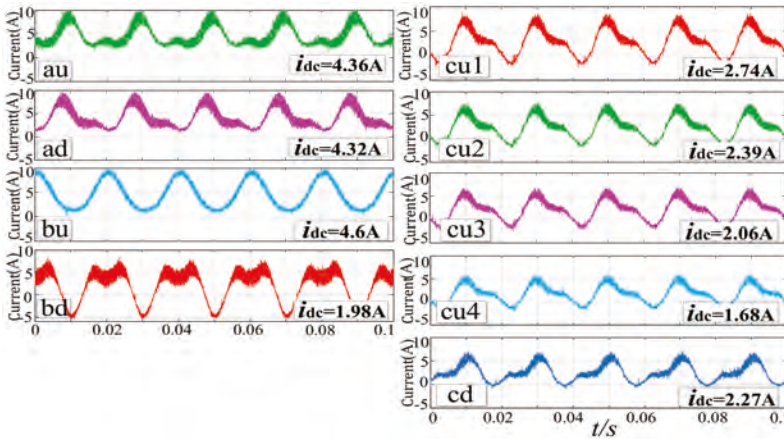 10
5
0
-5
Current(A)
au
idc=4.36A
10
5
0
-5
Current(A)
ad
idc=4.32A
10
5
0
-5
Current(A)
bu
idc=4.6A
10
5
0
-5
Current(A)
bd
idc=1.98A
0 0.02 0.04 0.06 0.08 0.1
10
5
0
-5
Current(A)
cu1
idc=2.74A
10
5
0
-5
Current(A)
cu2
idc=2.39A
10
5
0
-5
Current(A)
cu3
idc=2.06A
10
5
0
-5
Current(A)
cu4
idc=1.68A
10
5
0
-5
Current(A)
cd
idc=2.27A
0 0.02 0.04 0.06 0.08 0.
t/s